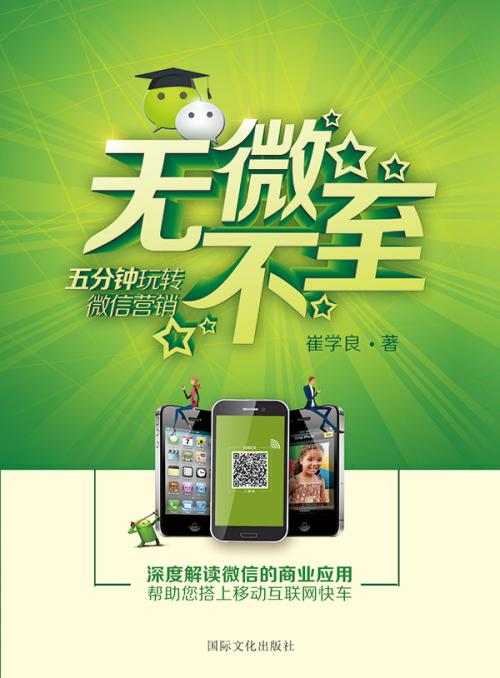 无微不至
五分钟玩转
微信营销
崔学良·著
深度解读微信的商业应用
帮助您搭上移动互联网快车
国际文化出版社